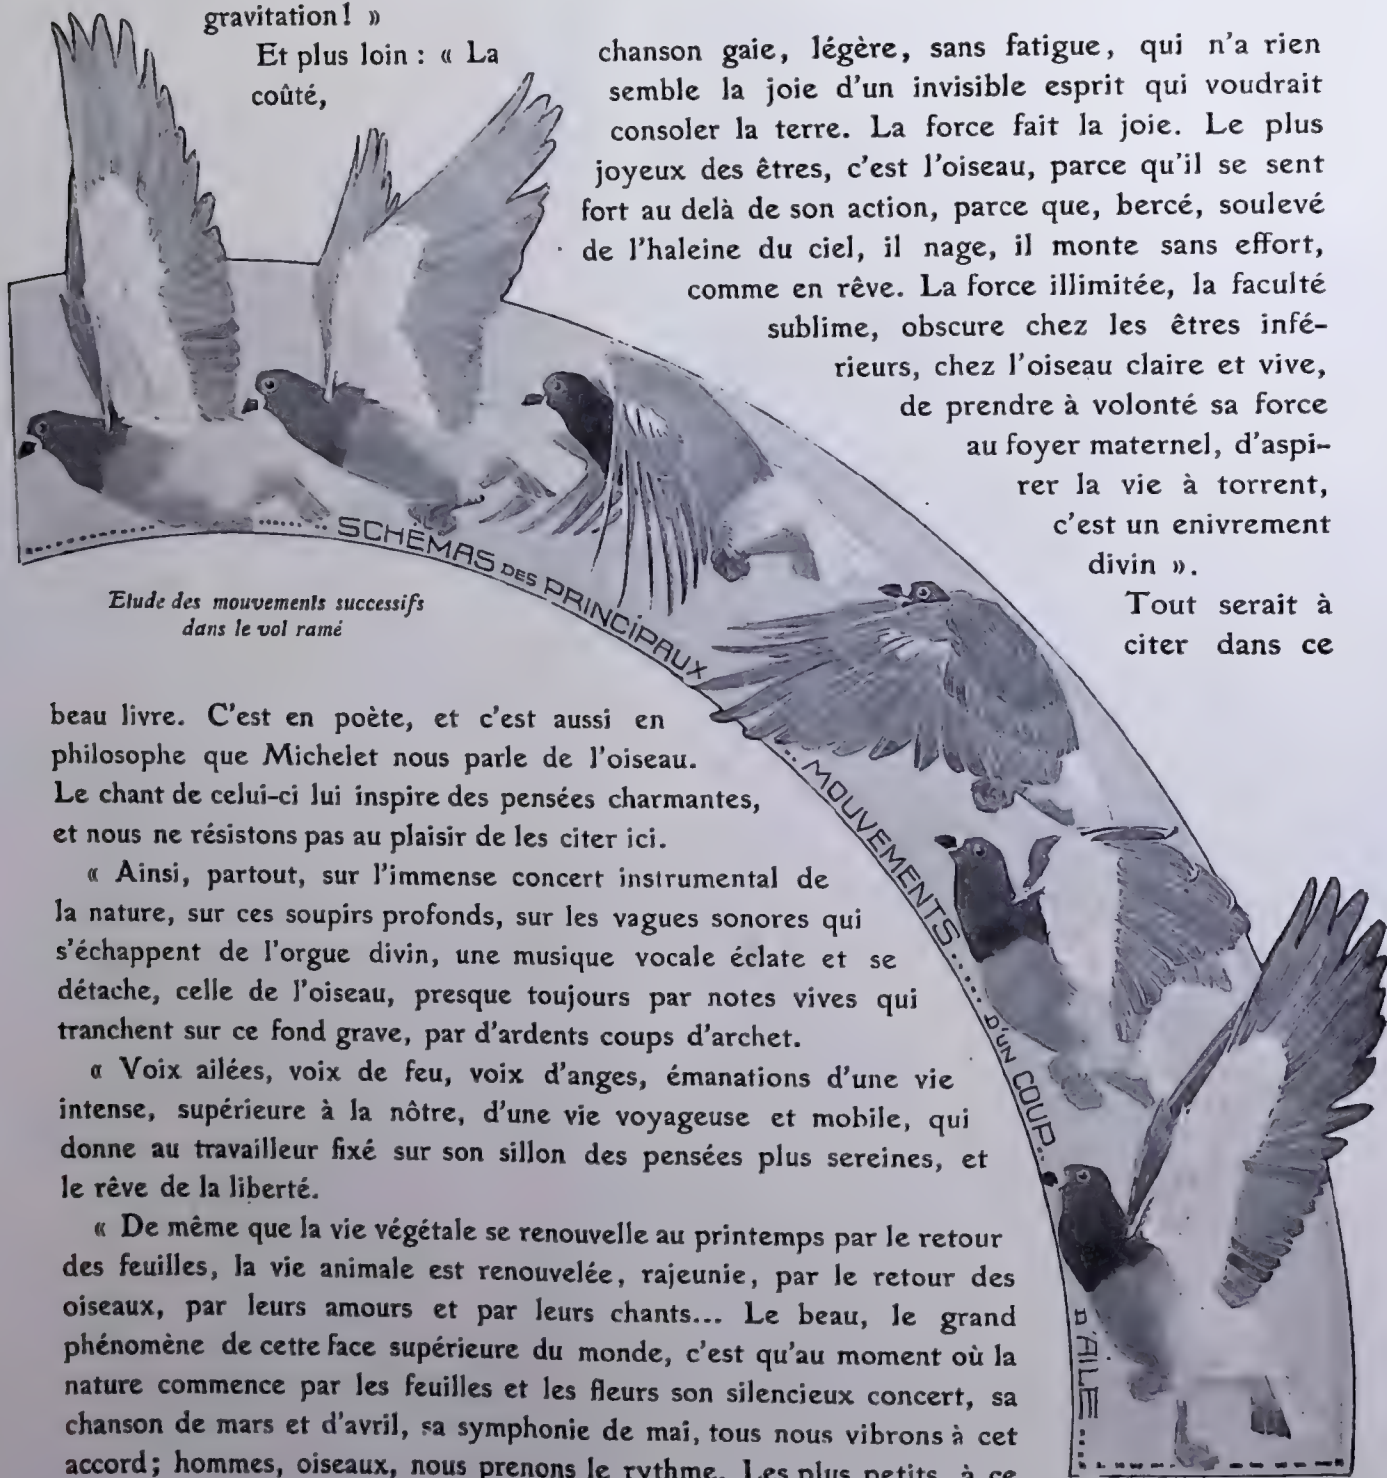 gravitation! »
Et plus loin : « La
chanson gaie, légère, sans fatigue, qui n'a rien
coûté,
semble la joie d'un invisible esprit qui voudrait
consoler la terre. La force fait la joie. Le plus
joyeux des êtres, c'est l'oiseau, parce qu'il se sent
fort au delà de son action, parce que, bercé, soulevé
de l'haleine du ciel, il nage, il monte sans effort,
comme en rêve. La force illimitée, la faculté
sublime, obscure chez les êtres infé-
rieurs, chez l'oiseau claire et vive,
de prendre à volonté sa force
au foyer maternel, d'aspi-
rer la vie à torrent,
c'est un enivrement
divin ».
Tout serait à
citer dans ce
SCHÉMAS DES PRINCIPAUX
MOUVEMENTS D'UN COUP
D'AILE
Etude des mouvements successifs
dans le vol ramé
beau livre. C'est en poète, et c'est aussi en
philosophe que Michelet nous parle de l'oiseau.
Le chant de celui-ci lui inspire des pensées charmantes,
et nous ne résistons pas au plaisir de les citer ici.
« Ainsi, partout, sur l'immense concert instrumental de
la nature, sur ces soupirs profonds, sur les vagues sonores qui
s'échappent de l'orgue divin, une musique vocale éclate et se
détache, celle de l'oiseau, presque toujours par notes vives qui
tranchent sur ce fond grave, par d'ardents coups d'archet.
« Voix ailées, voix de feu, voix d'anges, émanations d'une vie
intense, supérieure à la nôtre, d'une vie voyageuse et mobile, qui
donne au travailleur fixé sur son sillon des pensées plus sereines, et
le rêve de la liberté.
« De même que la vie végétale se renouvelle au printemps par le retour
des feuilles, la vie animale est renouvelée, rajeunie, par le retour des
oiseaux, par leurs amours et par leurs chants... Le beau, le grand
phénomène de cette face supérieure du monde, c'est qu'au moment où la
nature commence par les feuilles et les fleurs son silencieux concert, sa
chanson de mars et d'avril, sa symphonie de mai, tous nous vibrons à cet
accord; hommes, oiseaux, nous prenons le rythme. Les plus petits, à ce